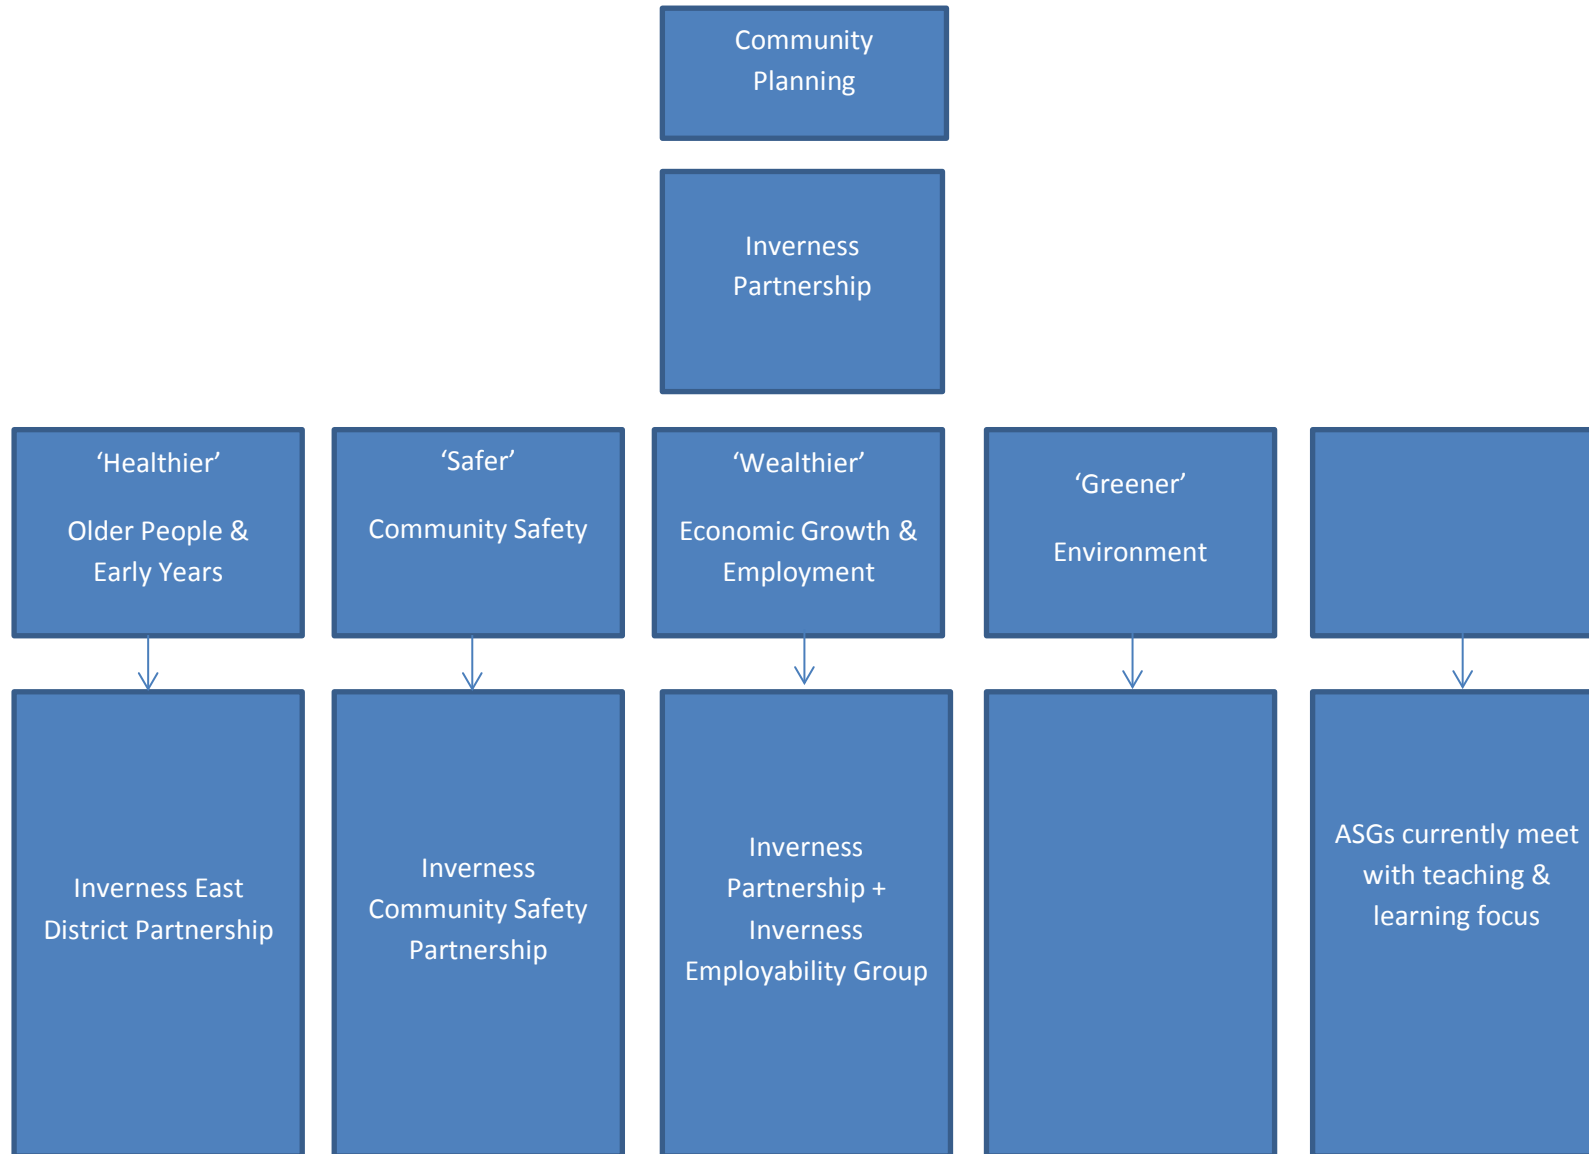 Community
Planning
Inverness
Partnership
‘Healthier’
Older People &
Early Years
‘Safer’
Community Safety
‘Wealthier’
Economic Growth &
Employment
‘Greener’
Environment
Inverness East
District Partnership
Inverness
Community Safety
Partnership
Inverness
Partnership +
Inverness
Employability Group
ASGs currently meet
with teaching &
learning focus